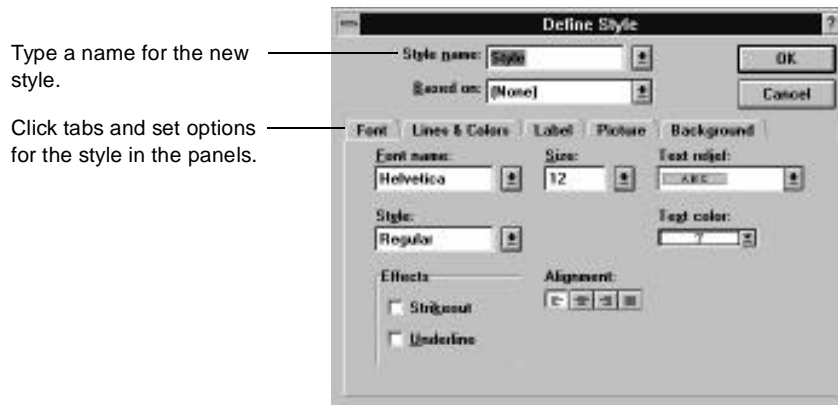 Define Style
?
Type a name for the new
style.
Style name: Style
OK
Based on: (None)
Cancel
Click tabs and set options
for the style in the panels.
Font Lines & Colors Label Picture Background
Font name: Size: Text relief:
Helvetica 12 ABC
Style: Text color:
Regular ?
Effects Alignment:
Strikeout
Underline